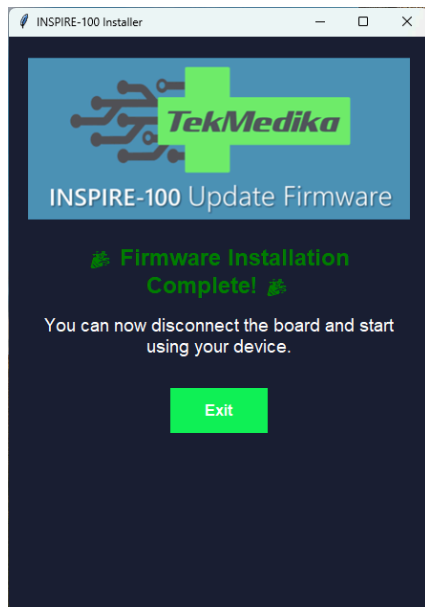 INSPIRE-100 Installer
TekMedika
INSPIRE-100 Update Firmware
🎉 Firmware Installation
Complete! 🎉
You can now disconnect the board and start
using your device.
Exit